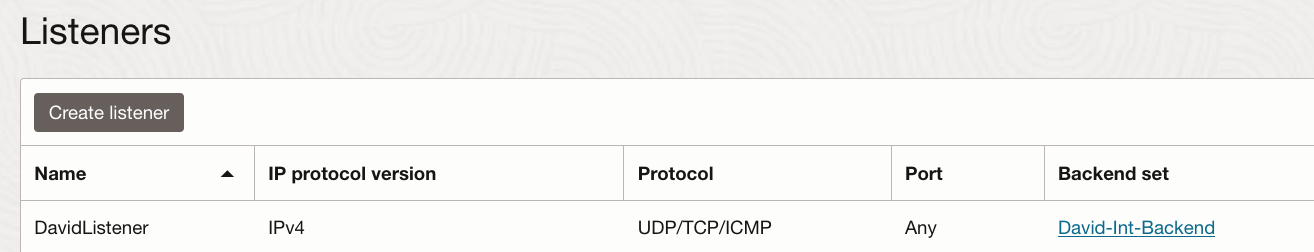 Listeners
Create listener
Name IP protocol version Protocol Port Backend set
DavidListener IPv4 UDP/TCP/ICMP Any David-Int-Backend